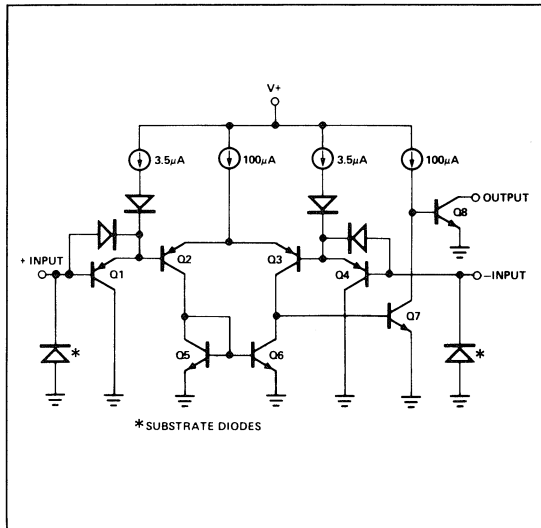 V+
3.5μA
100μA
3.5μA
100μA
OUTPUT
Q8
+ INPUT
Q1
Q2
Q3
Q4
−INPUT
Q7
*
Q5
Q6
*
*SUBSTRATE DIODES